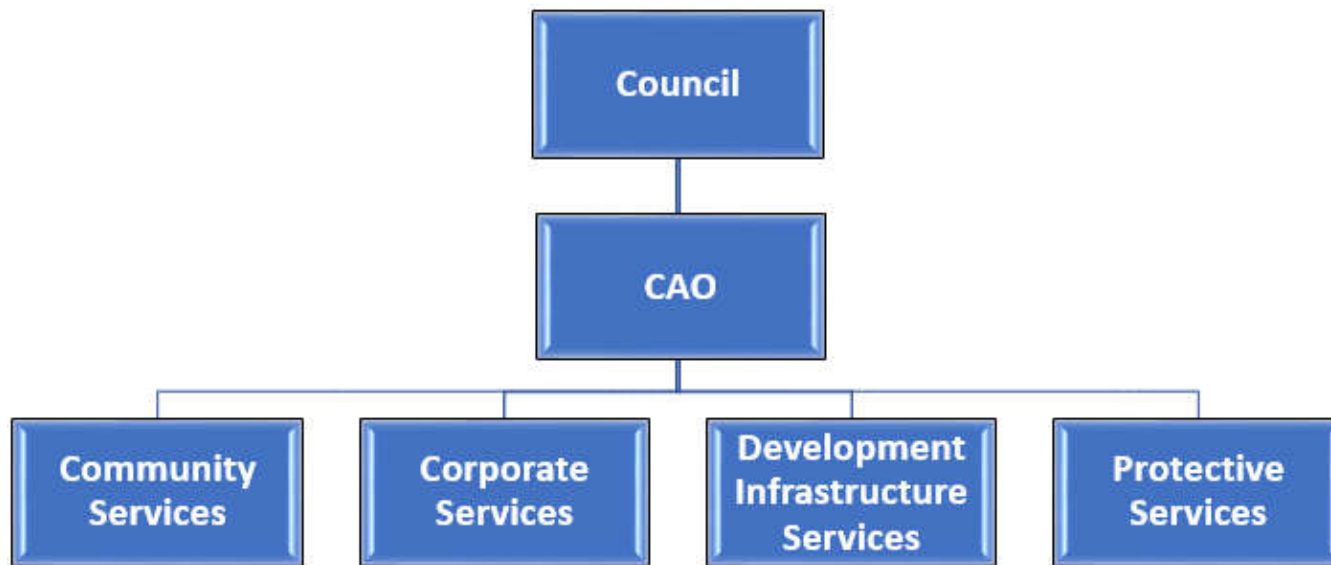 Council
CAO
Community
Services
Corporate
Services
Development
Infrastructure
Services
Protective
Services